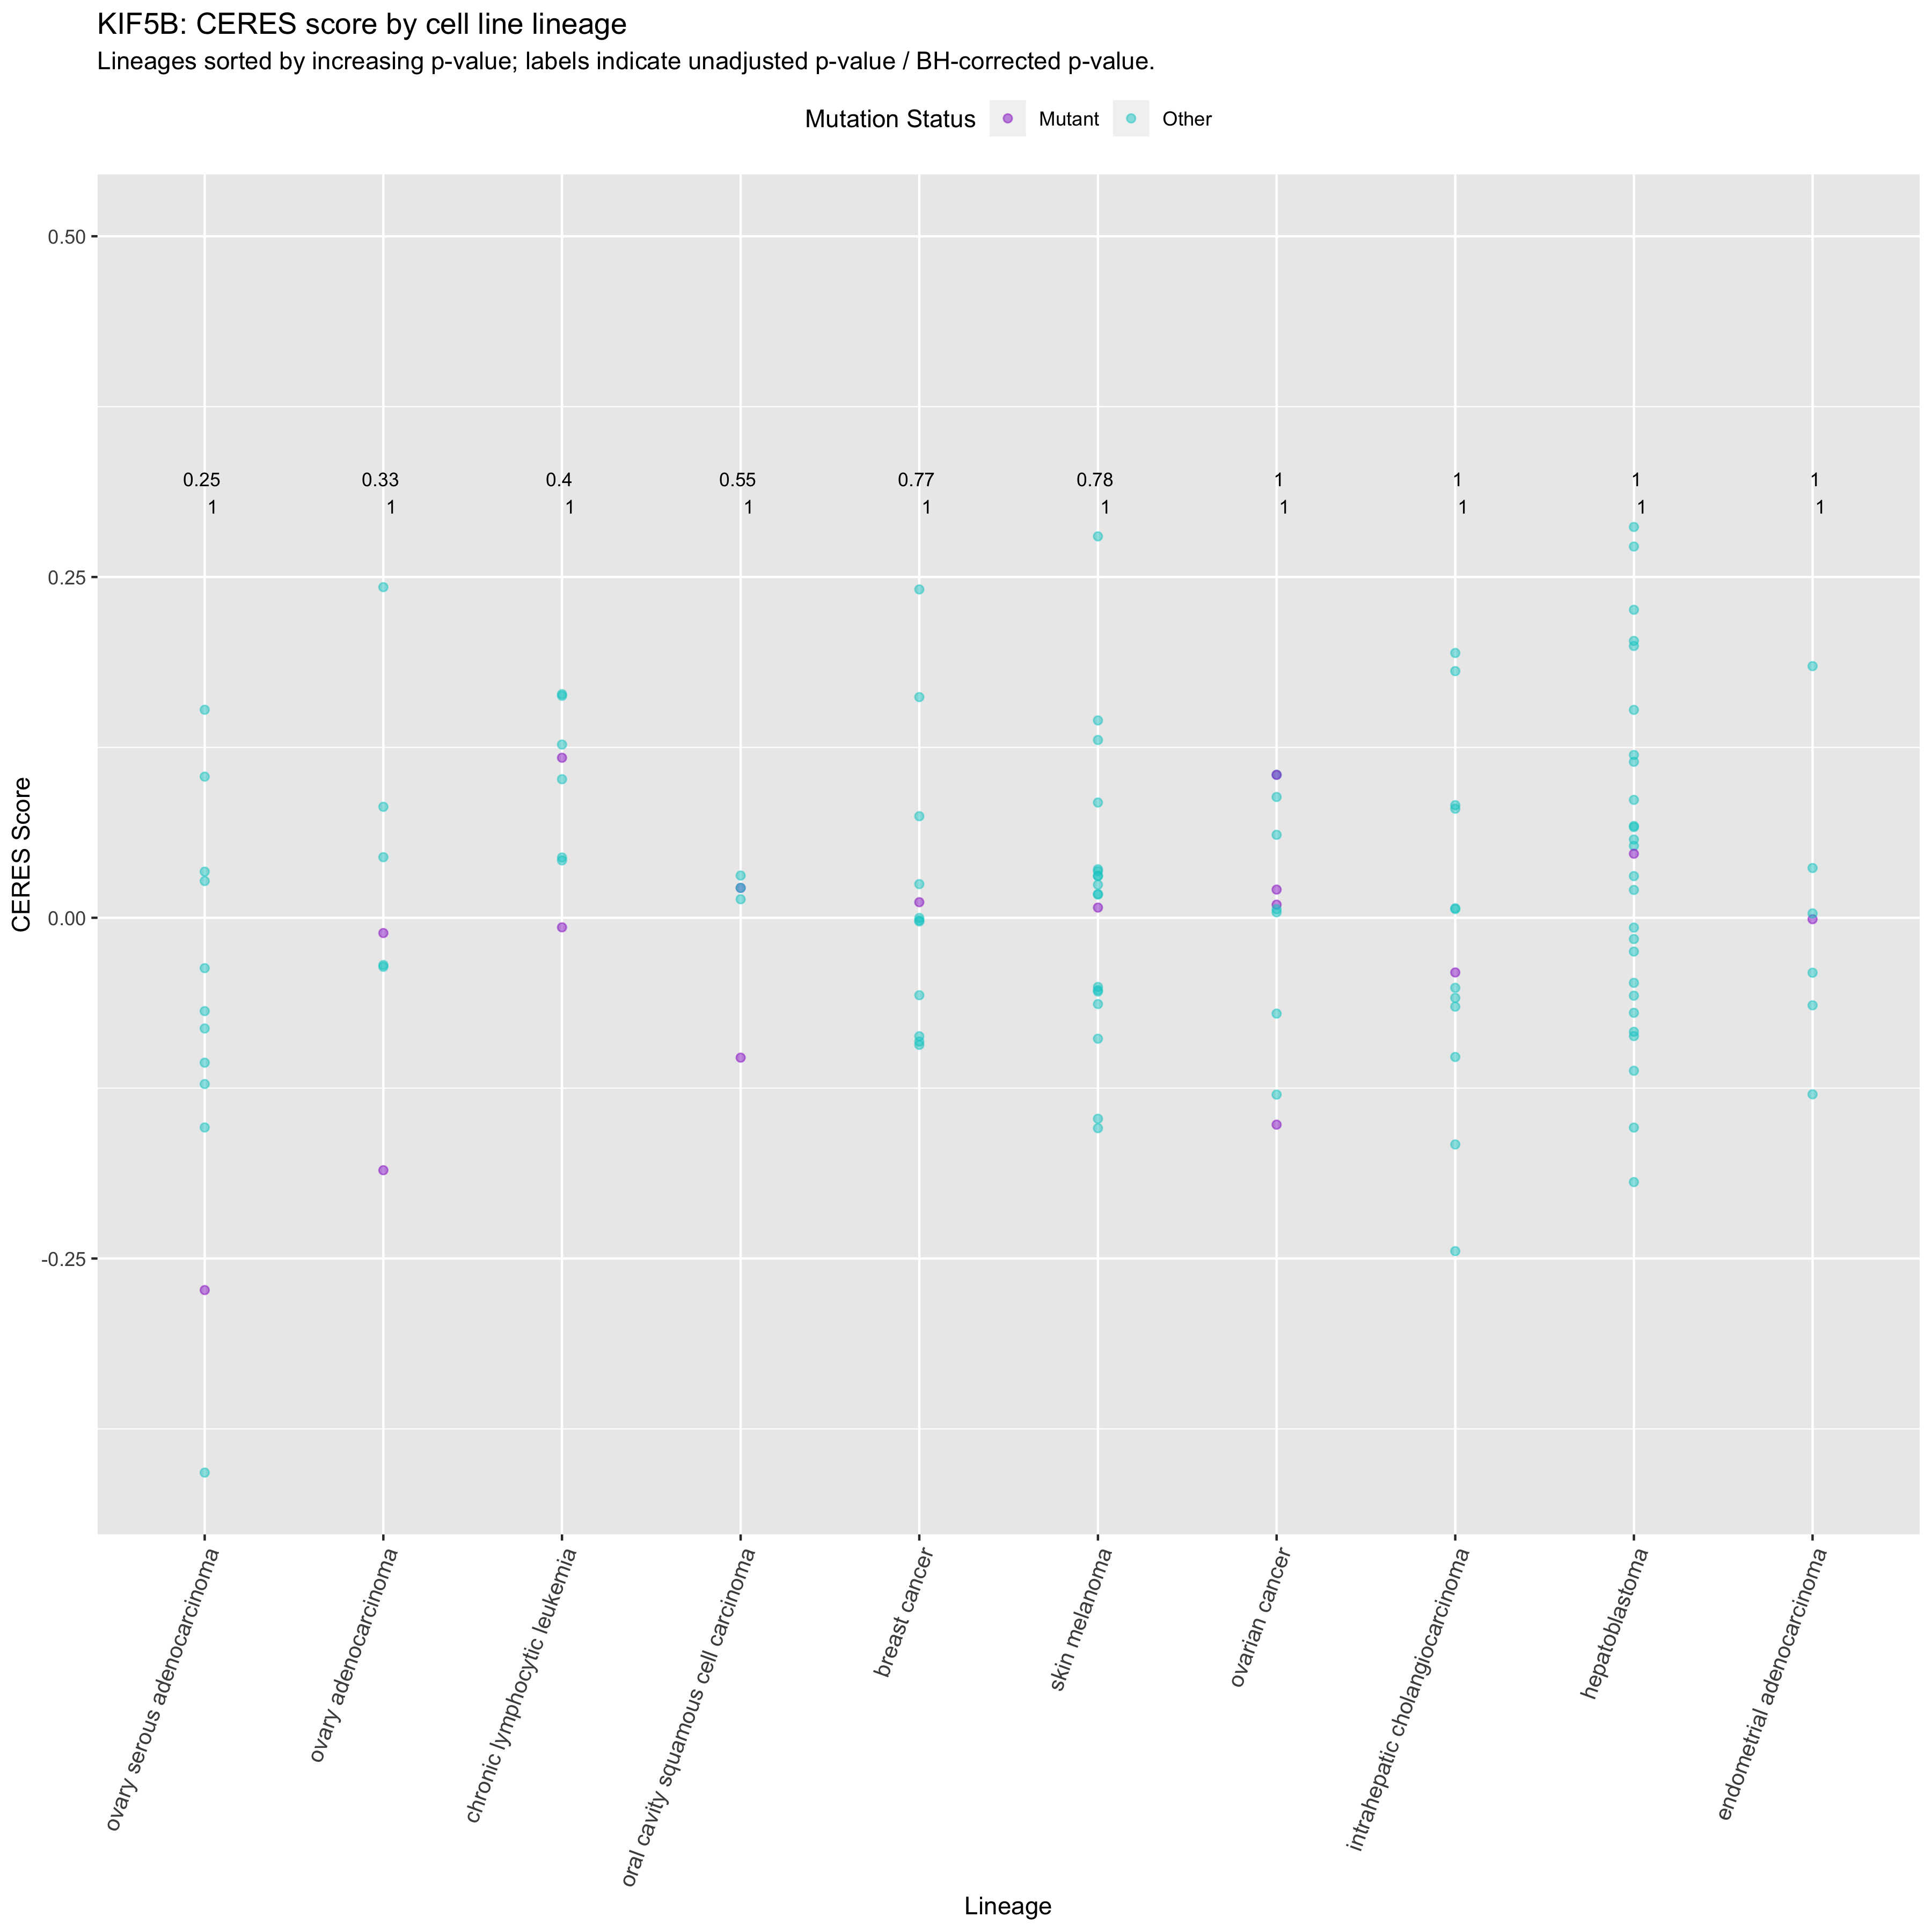 KIF5B: CERES score by cell line lineage
Lineages sorted by increasing p-value; labels indicate unadjusted p-value / BH-corrected p-value.
Mutation Status Mutant Other
0.50
0.25 0.33 0.4 0.55 0.77 0.78 1 1 1 1
1 1 1 1 1 1 1 1 1 1
0.25
0.00
-0.25
CERES Score
ovary serous adenocarcinoma
ovary adenocarcinoma
chronic lymphocytic leukemia
oral cavity squamous cell carcinoma
breast cancer
skin melanoma
ovarian cancer
intrahepatic cholangiocarcinoma
hepatoblastoma
endometrial adenocarcinoma
Lineage